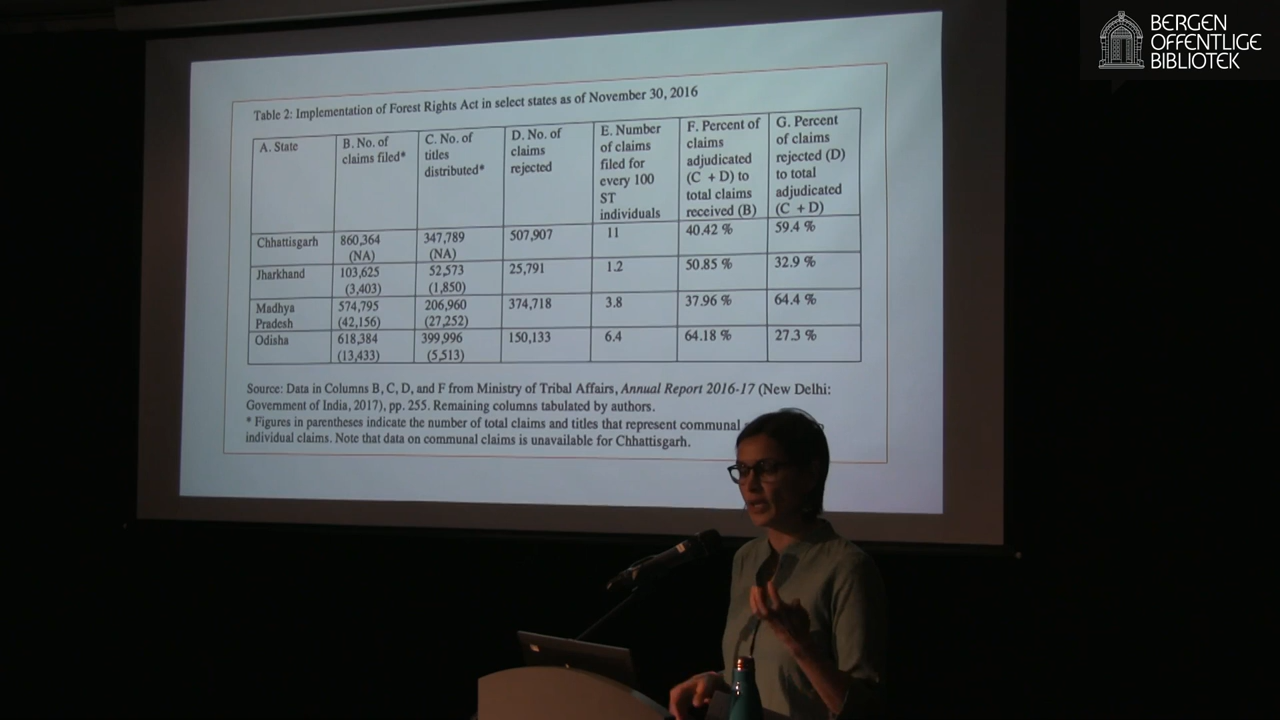 BERGEN
OFFENTLIGE
BIBLIOTEK
Table 2: Implementation of Forest Rights Act in select states as of November 30, 2016
A. State
B. No. of
claims filed*
C. No. of
titles
distributed*
D. No. of
claims
rejected
E. Number
of claims
filed for
every 100
ST
individuals
F. Percent of
claims
adjudicated
(C + D) to
total claims
received (B)
G. Percent
of claims
rejected (D)
to total
adjudicated
(C + D)
Chhattisgarh 860,364 347,789 507,907 11 40.42 % 59.4 %
(NA) (NA)
Jharkhand 103,625 52,573 25,791 1.2 50.85 % 32.9 %
(3,403) (1,850)
Madhya 574,795 206,960 374,718 3.8 37.96 % 64.4 %
Pradesh (42,156) (27,252)
Odisha 618,384 399,996 150,133 6.4 64.18 % 27.3 %
(13,433) (5,513)
Source: Data in Columns B, C, D, and F from Ministry of Tribal Affairs, Annual Report 2016-17 (New Delhi:
Government of India, 2017), pp. 255. Remaining columns tabulated by authors.
* Figures in parentheses indicate the number of total claims and titles that represent communal
individual claims. Note that data on communal claims is unavailable for Chhattisgarh.